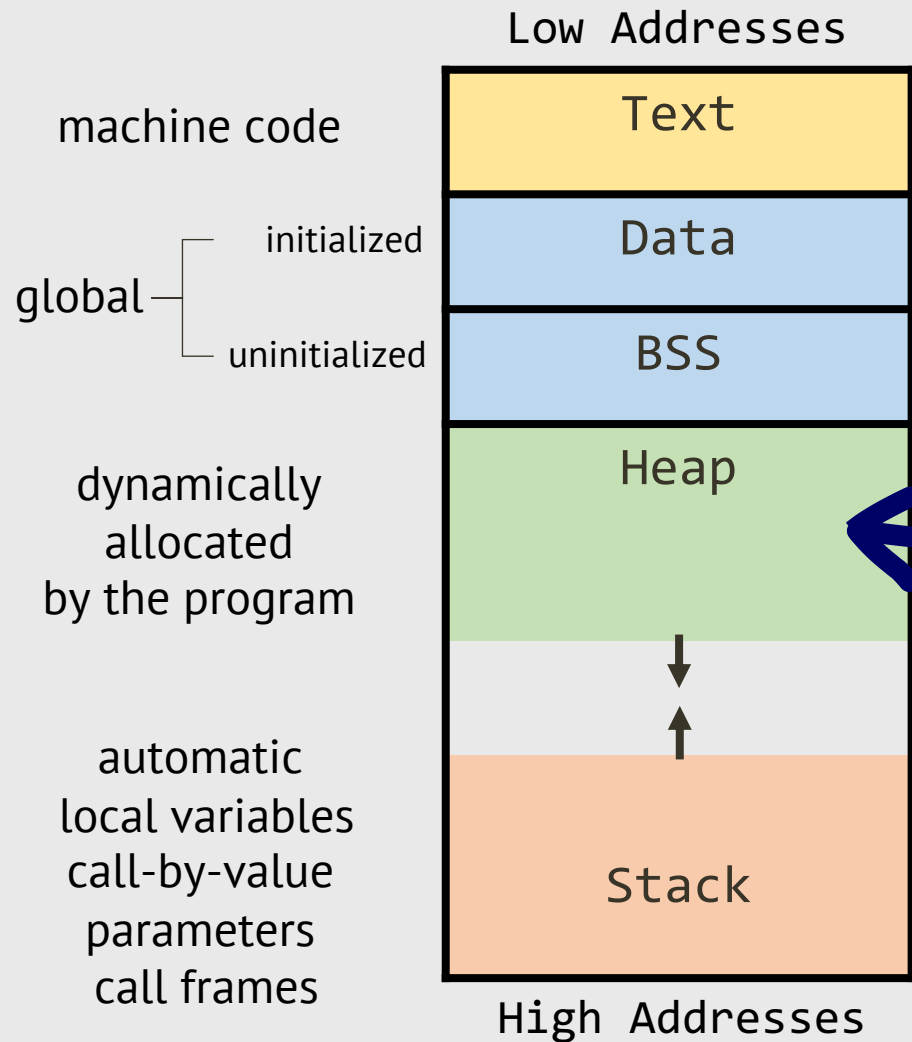 Low Addresses
machine code
Text
initialized
Data
global
uninitialized
BSS
Heap
dynamically
allocated
by the program
automatic
local variables
call-by-value
parameters
call frames
Stack
High Addresses